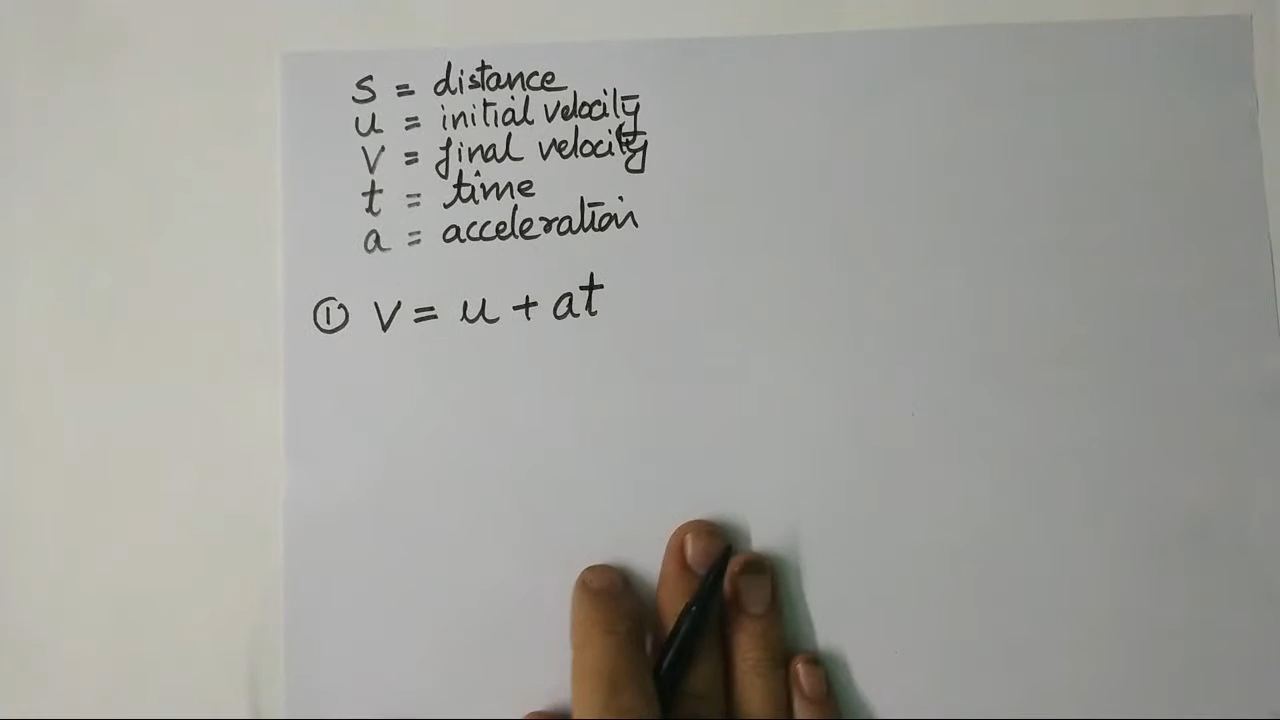 S = distance
u = initial velocity
v = final velocity
t = time
a = acceleration
① v = u + at